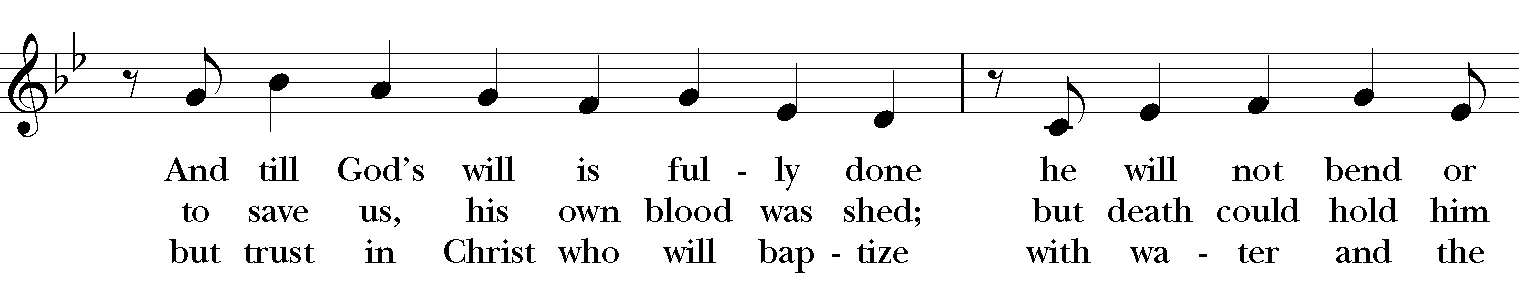 And till God’s will is ful - ly done he will not bend or
to save us, his own blood was shed; but death could hold him
but trust in Christ who will bap - tize with wa - ter and the